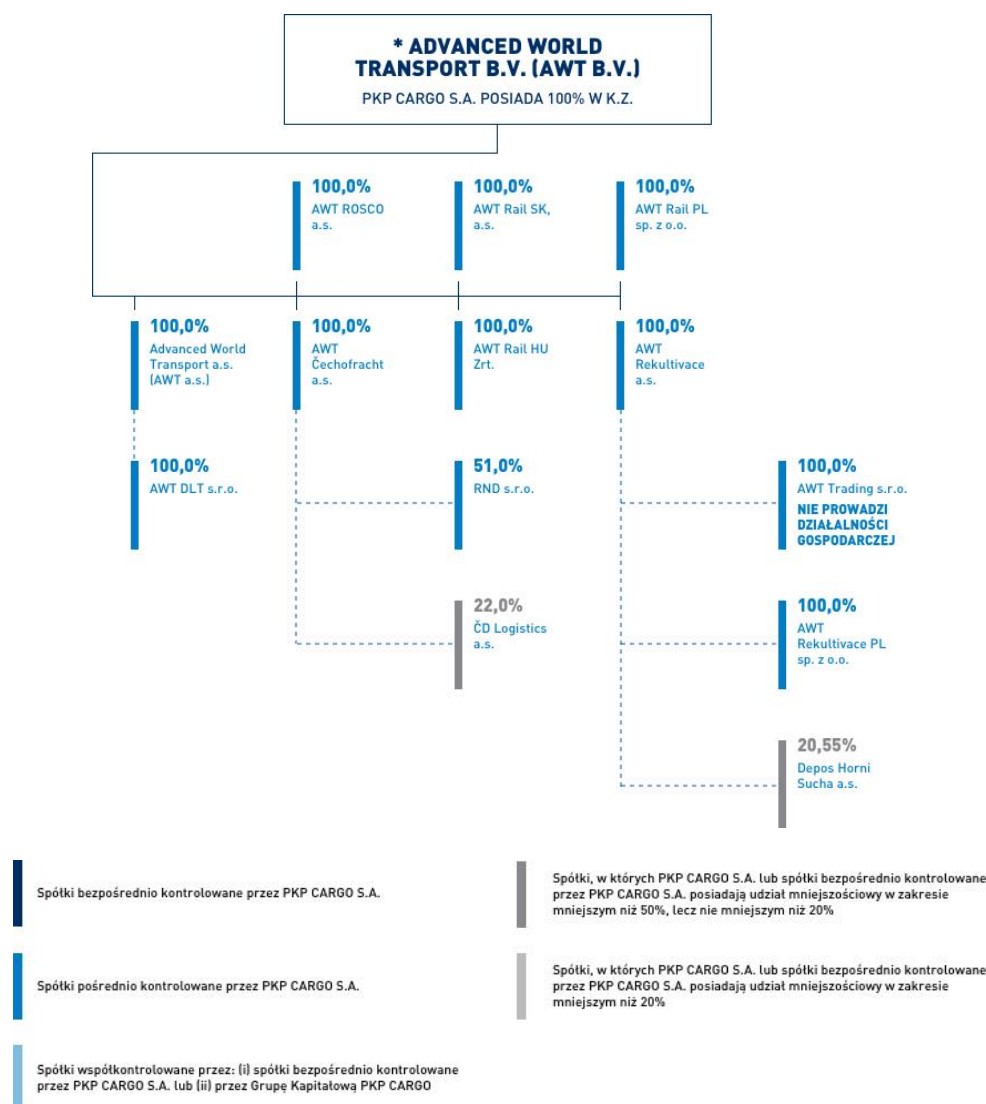 * ADVANCED WORLD
TRANSPORT B.V. (AWT B.V.)
PKP CARGO S.A. POSIADA 100% W K.Z.
100,0%
AWT ROSCO
a.s.
100,0%
AWT Rail SK,
a.s.
100,0%
AWT Rail PL
sp. z o.o.
100,0%
Advanced World
Transport a.s.
(AWT a.s.)
100,0%
AWT
Čechofracht
a.s.
100,0%
AWT Rail HU
Zrt.
100,0%
AWT
Rekultivace
a.s.
100,0%
AWT DLT s.r.o.
51,0%
RND s.r.o.
100,0%
AWT Trading s.r.o.
NIE PROWADZI
DZIAŁALNOŚCI
GOSPODARCZEJ
22,0%
ČD Logistics
a.s.
100,0%
AWT
Rekultivace PL
sp. z o.o.
20,55%
Depos Horni
Sucha a.s.
Spółki bezpośrednio kontrolowane przez PKP CARGO S.A.
Spółki pośrednio kontrolowane przez PKP CARGO S.A.
Spółki współkontrolowane przez: (i) spółki bezpośrednio kontrolowane
przez PKP CARGO S.A. lub (ii) przez Grupę Kapitałową PKP CARGO
Spółki, w których PKP CARGO S.A. lub spółki bezpośrednio kontrolowane
przez PKP CARGO S.A. posiadają udział mniejszościowy w zakresie
mniejszym niż 50%, lecz nie mniejszym niż 20%
Spółki, w których PKP CARGO S.A. lub spółki bezpośrednio kontrolowane
przez PKP CARGO S.A. posiadają udział mniejszościowy w zakresie
mniejszym niż 20%